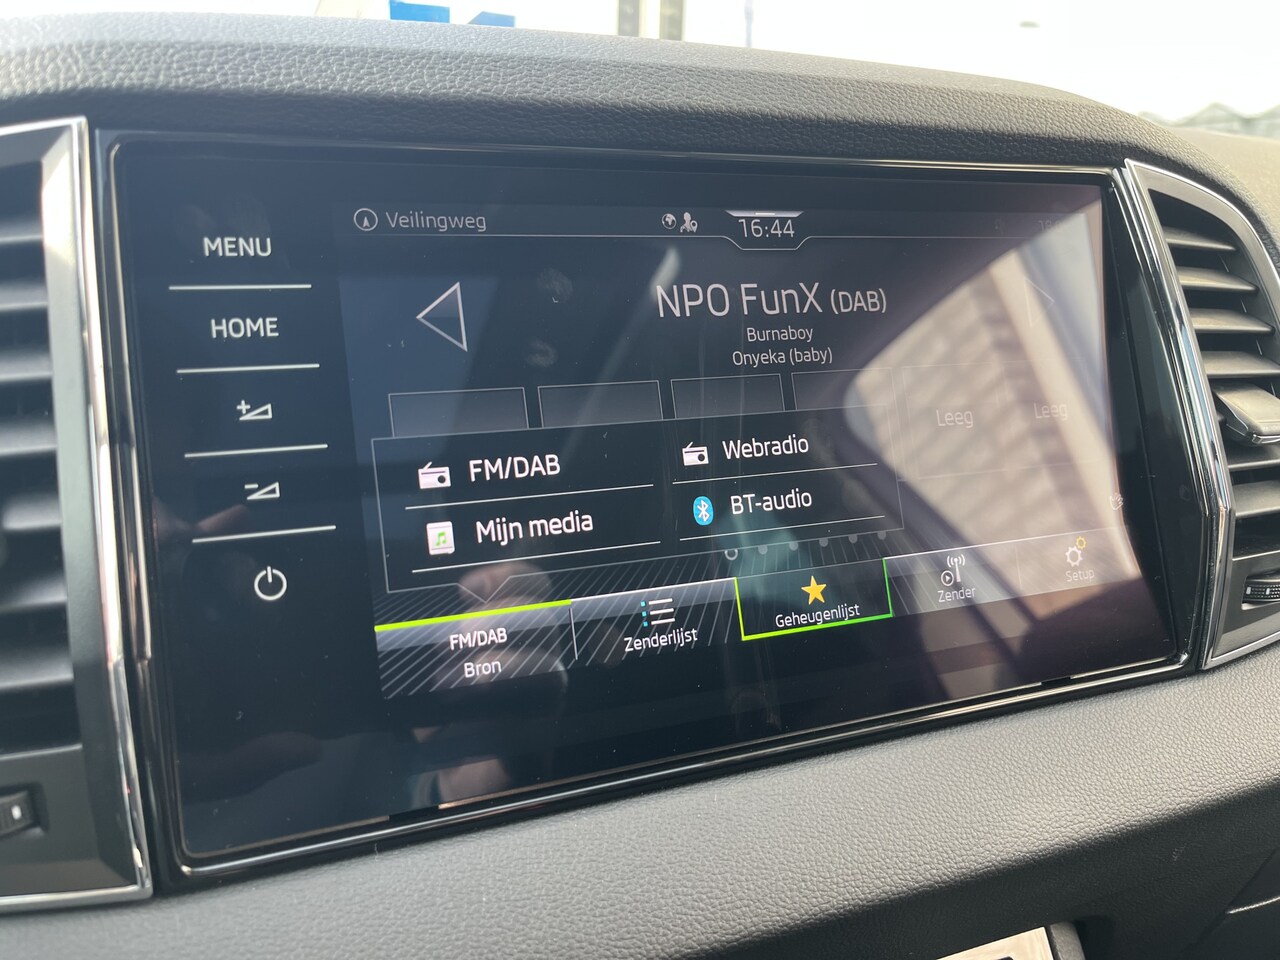 Veilingweg
16:44
MENU
HOME
NPO FunX (DAB)
Burnaboy
Onyeka (baby)
Leeg
Leeg
FM/DAB
Webradio
Mijn media
BT-audio
FM/DAB
Bron
Zenderlijst
Geheugenlijst
Zender
Setup